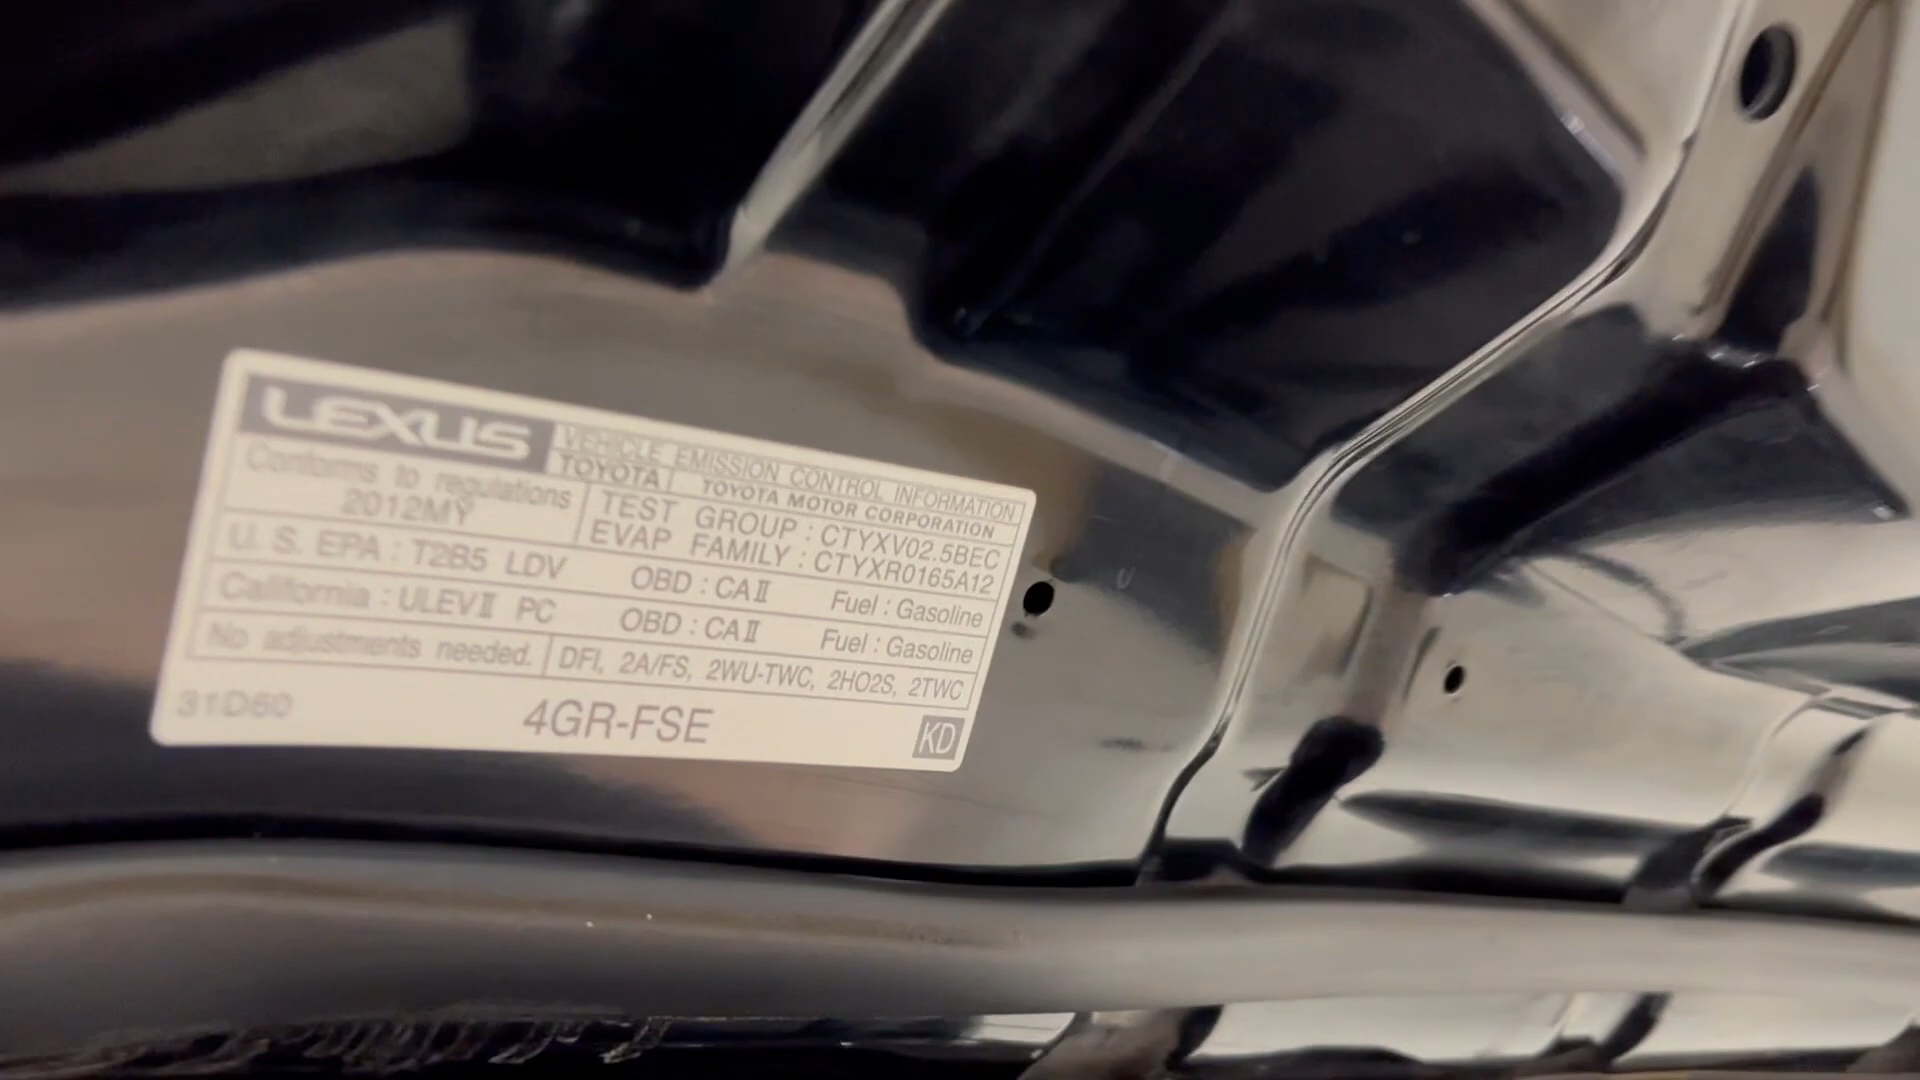 LEXUS VEHICLE EMISSION CONTROL INFORMATION
TOYOTA TOYOTA MOTOR CORPORATION
Conforms to regulations
2012MY
TEST GROUP : CTYXV02.5BEC
EVAP FAMILY : CTYXR0165A12
U. S. EPA : T2B5 LDV OBD : CAⅡ Fuel : Gasoline
California : ULEVⅡ PC OBD : CAⅡ Fuel : Gasoline
No adjustments needed. DFI, 2A/FS, 2WU-TWC, 2HO2S, 2TWC
31D60 4GR-FSE KD